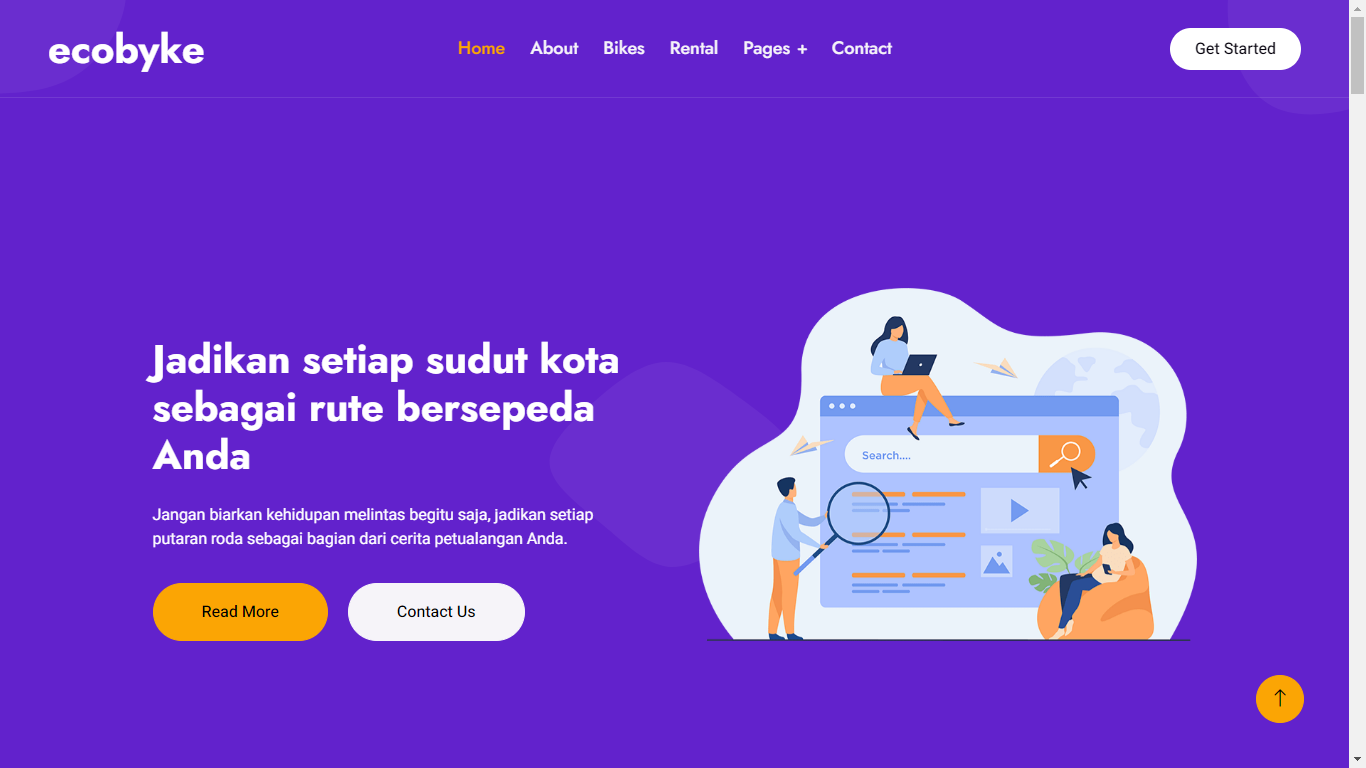 ecobyke
Home About Bikes Rental Pages + Contact
Get Started
Jadikan setiap sudut kota
sebagai rute bersepeda
Anda
Jangan biarkan kehidupan melintas begitu saja, jadikan setiap
putaran roda sebagai bagian dari cerita petualangan Anda.
Read More Contact Us
Search....